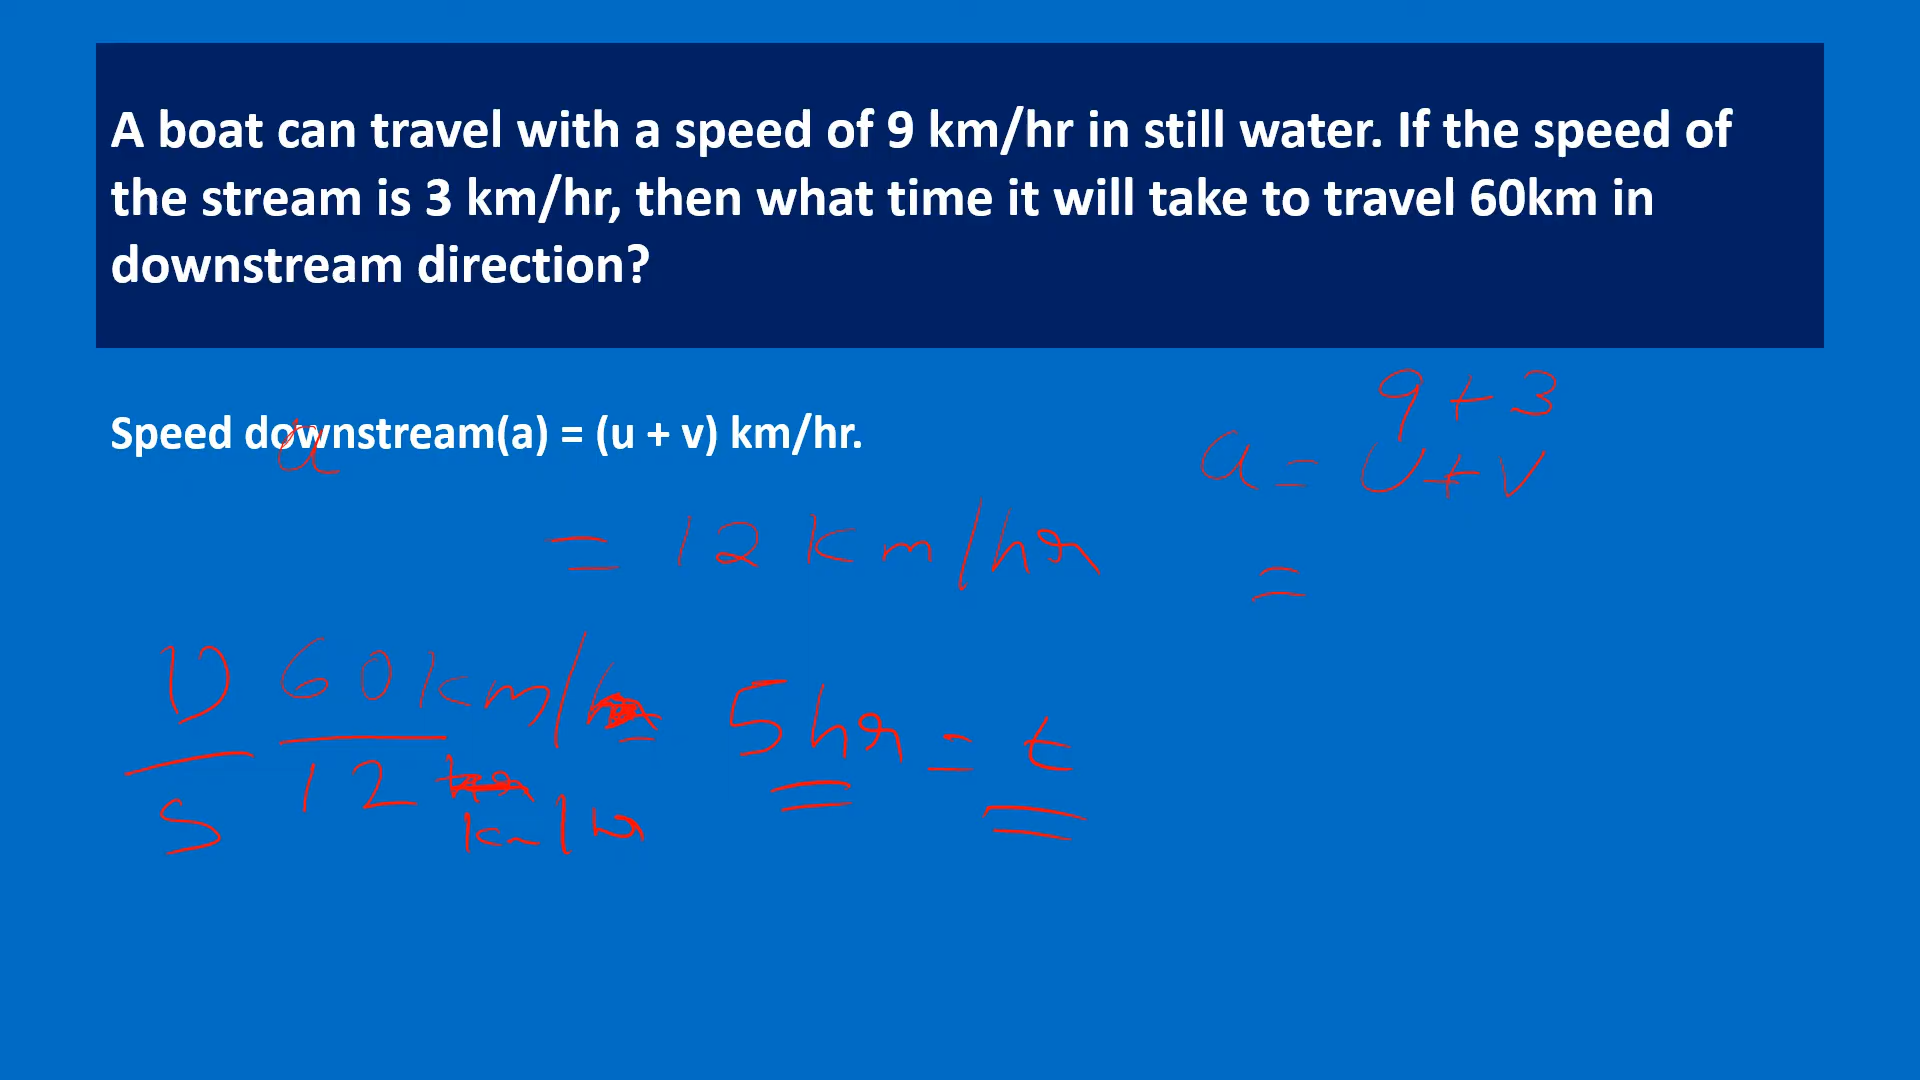 A boat can travel with a speed of 9 km/hr in still water. If the speed of
the stream is 3 km/hr, then what time it will take to travel 60km in
downstream direction?
9 + 3
Speed downstream(a) = (u + v) km/hr.
a
a = u + v
= 12 km/hr
=
D 60 km/
= 5 hr = t
S 12
km/hr